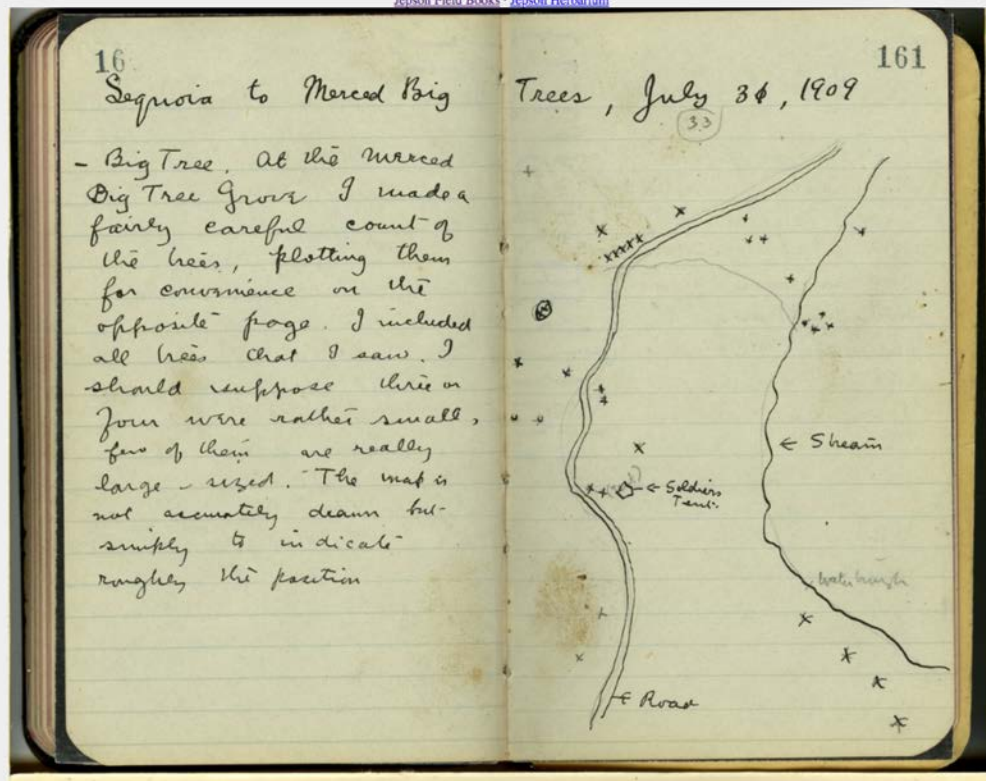 Jepson Field Books · Jepson Herbarium
16
161
Sequoia to Merced Big Trees, July 31, 1909
33
- Big Tree. At the Merced
Big Tree Grove I made a
fairly careful count of
the trees, plotting them
for convenience on the
opposite page. I included
all trees that I saw. I
should suppose three or
four were rather small,
few of them are really
large-sized. The map is
not accurately drawn but
simply to indicate
roughly the position
← Stream
← Soldiers
Tent.
← Road